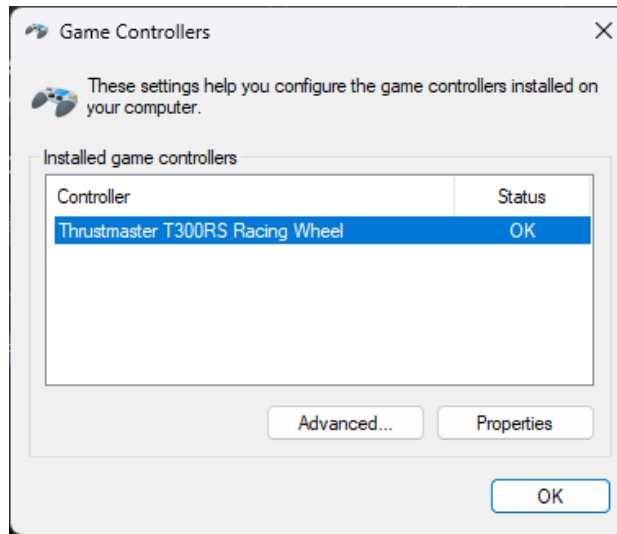 Game Controllers
These settings help you configure the game controllers installed on
your computer.
Installed game controllers
Controller Status
Thrustmaster T300RS Racing Wheel OK
Advanced... Properties
OK